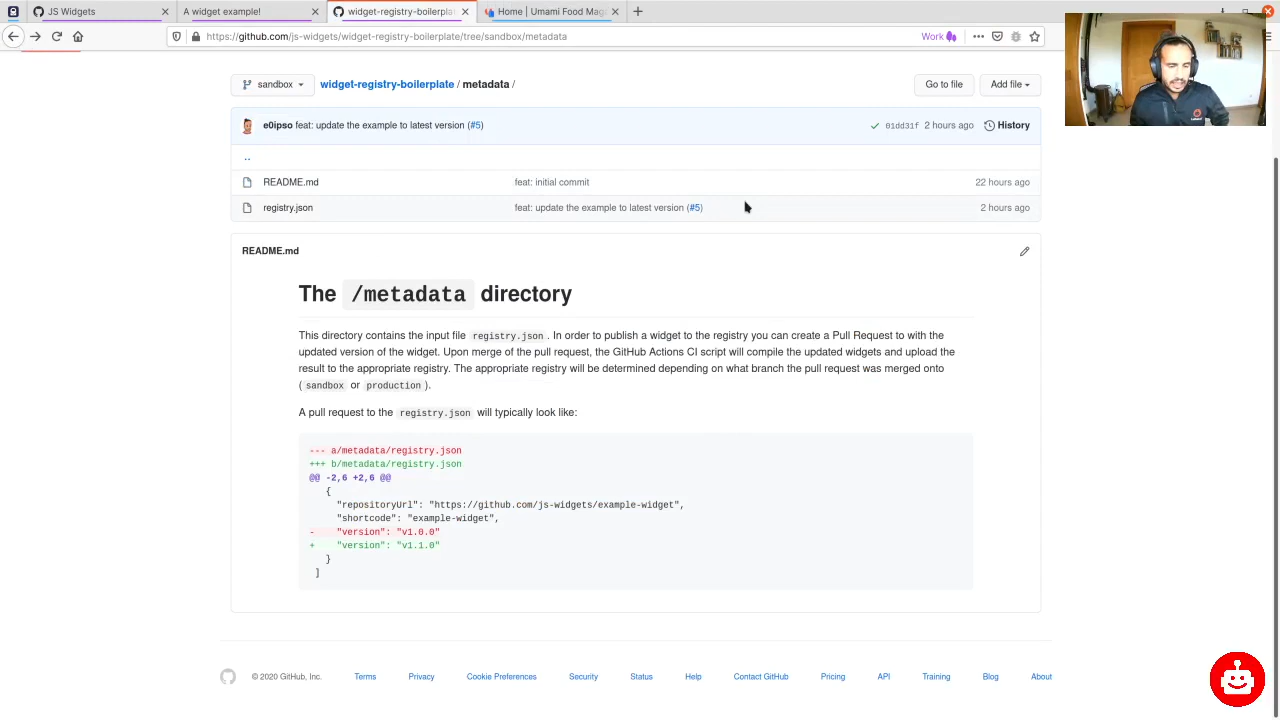 JS Widgets
A widget example!
widget-registry-boilerplat
Home | Umami Food Mag
https://github.com/js-widgets/widget-registry-boilerplate/tree/sandbox/metadata
Work
sandbox
widget-registry-boilerplate / metadata /
Go to file
Add file
e0ipso feat: update the example to latest version (#5)
01dd31f 2 hours ago
History
..
README.md
feat: initial commit
22 hours ago
registry.json
feat: update the example to latest version (#5)
2 hours ago
README.md
The /metadata directory
This directory contains the input file registry.json . In order to publish a widget to the registry you can create a Pull Request to with the
updated version of the widget. Upon merge of the pull request, the GitHub Actions CI script will compile the updated widgets and upload the
result to the appropriate registry. The appropriate registry will be determined depending on what branch the pull request was merged onto
( sandbox or production ).
A pull request to the registry.json will typically look like:
--- a/metadata/registry.json
+++ b/metadata/registry.json
@@ -2,6 +2,6 @@
{
"repositoryUrl": "https://github.com/js-widgets/example-widget",
"shortcode": "example-widget",
- "version": "v1.0.0"
+ "version": "v1.1.0"
}
]
© 2020 GitHub, Inc.
Terms
Privacy
Cookie Preferences
Security
Status
Help
Contact GitHub
Pricing
API
Training
Blog
About